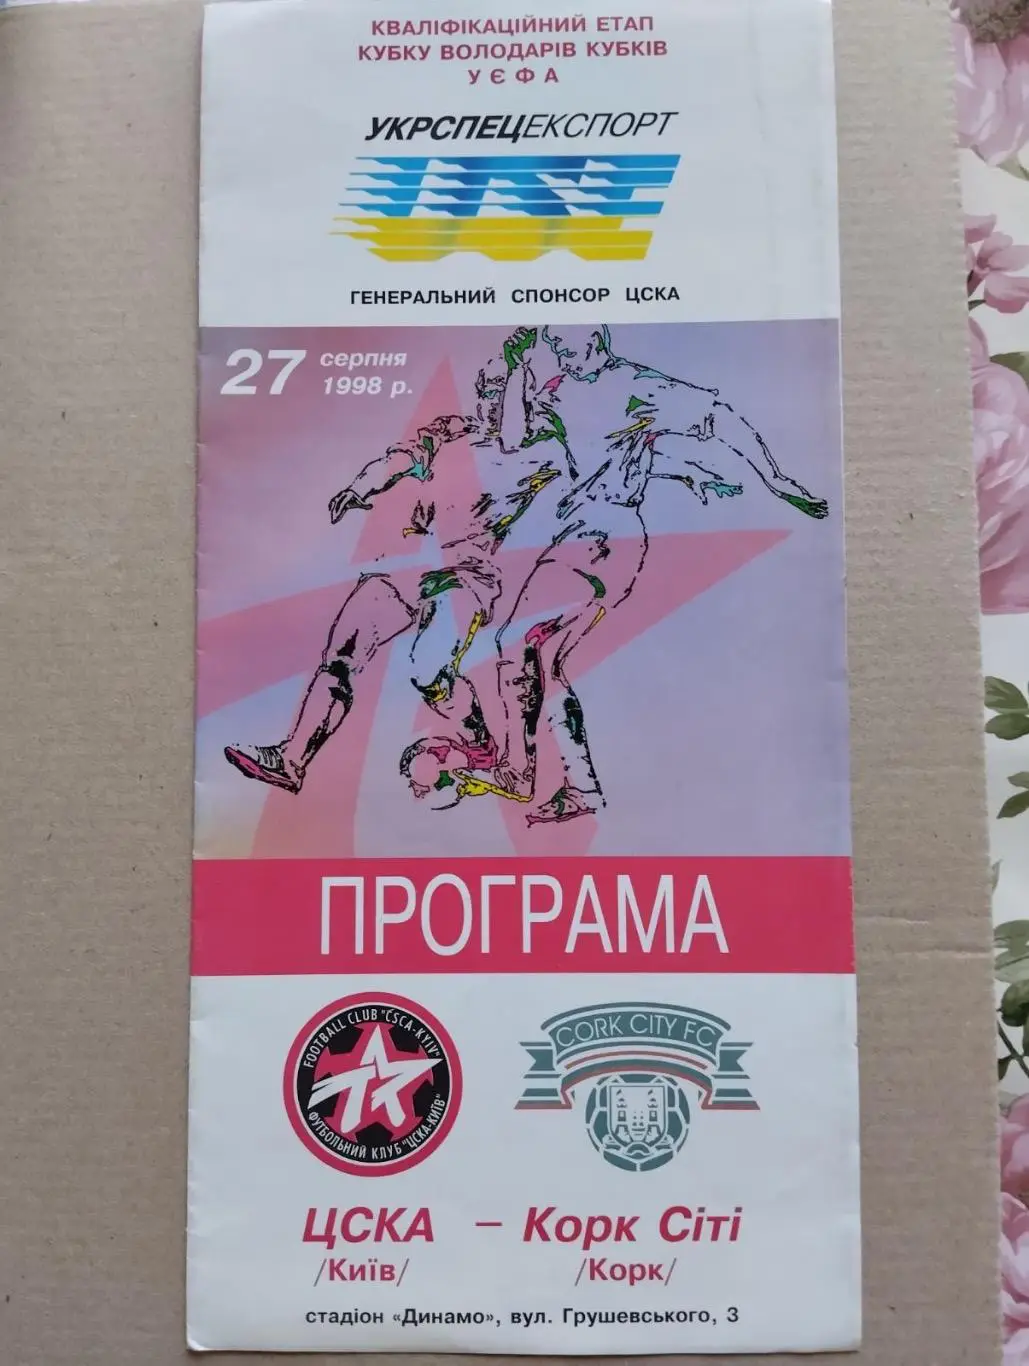 КВАЛІФІКАЦІЙНИЙ ЕТАП
КУБКУ ВОЛОДАРІВ КУБКІВ
УЄФА
УКРСПЕЦЕКСПОРТ
ГЕНЕРАЛЬНИЙ СПОНСОР ЦСКА
27 серпня
1998 р.
ПРОГРАМА
FOOTBALL CLUB "CSCA-KYIV"
ФУТБОЛЬНИЙ КЛУБ "ЦСКА-КИЇВ"
CORK CITY FC
ЦСКА – Корк Сіті
/Київ/ /Корк/
стадіон «Динамо», вул. Грушевського, 3